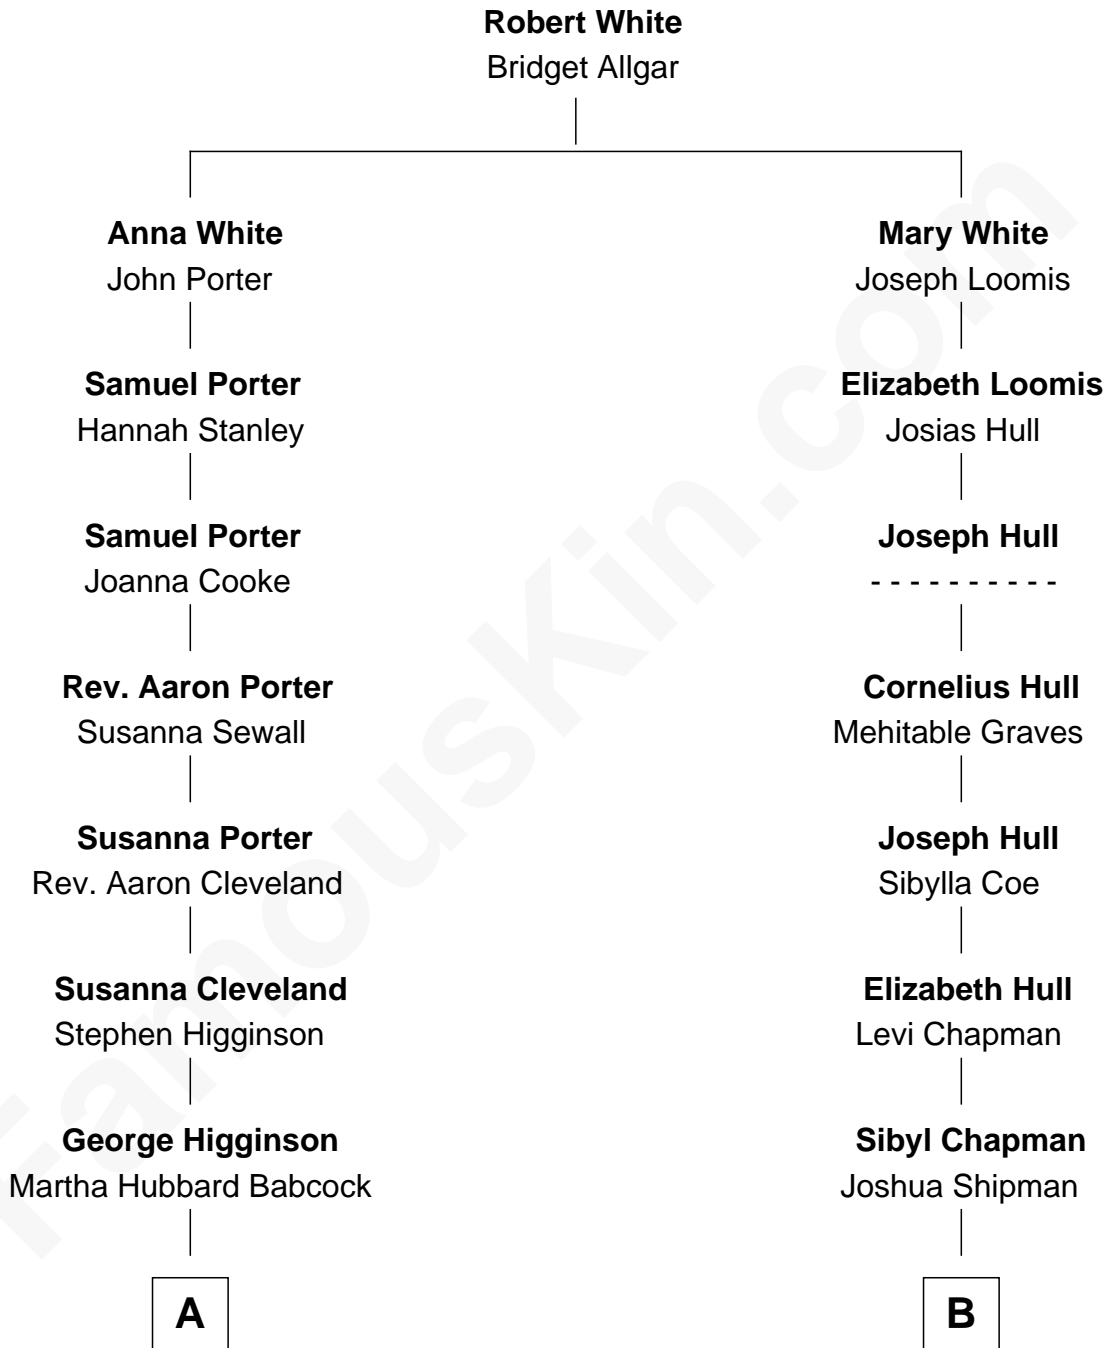 Robert White
Bridget Allgar
Anna White
John Porter
Mary White
Joseph Loomis
Samuel Porter
Hannah Stanley
Elizabeth Loomis
Josias Hull
Samuel Porter
Joanna Cooke
Joseph Hull
- - - - - - - - - -
Rev. Aaron Porter
Susanna Sewall
Cornelius Hull
Mehitable Graves
Susanna Porter
Rev. Aaron Cleveland
Joseph Hull
Sibylla Coe
Susanna Cleveland
Stephen Higginson
Elizabeth Hull
Levi Chapman
George Higginson
Martha Hubbard Babcock
Sibyl Chapman
Joshua Shipman
A
B
FamousKin.com